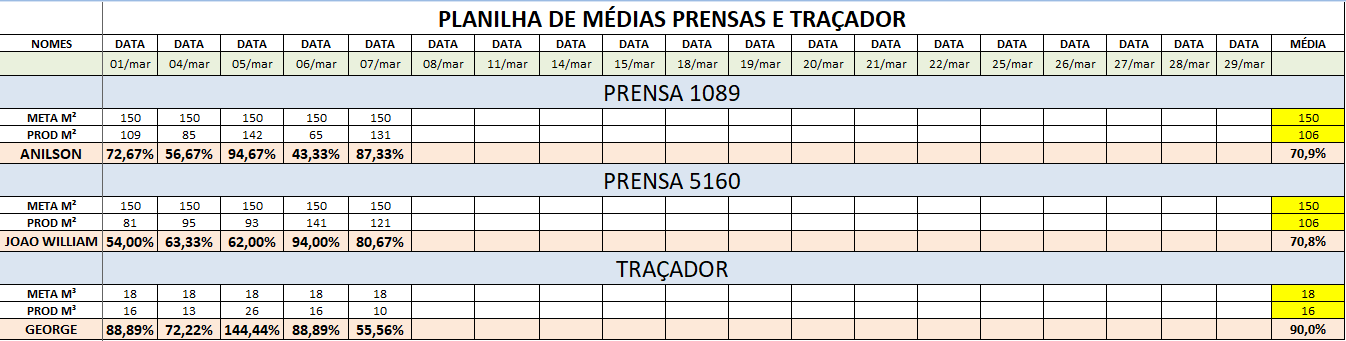 PLANILHA DE MÉDIAS PRENSAS E TRAÇADOR
NOMES DATA DATA DATA DATA DATA DATA DATA DATA DATA DATA DATA DATA DATA DATA DATA DATA DATA DATA DATA MÉDIA
01/mar 04/mar 05/mar 06/mar 07/mar 08/mar 11/mar 14/mar 15/mar 18/mar 19/mar 20/mar 21/mar 22/mar 25/mar 26/mar 27/mar 28/mar 29/mar
PRENSA 1089
META M² 150 150 150 150 150 150
PROD M² 109 85 142 65 131 106
ANILSON 72,67% 56,67% 94,67% 43,33% 87,33% 70,9%
PRENSA 5160
META M² 150 150 150 150 150 150
PROD M² 81 95 93 141 121 106
JOAO WILLIAM 54,00% 63,33% 62,00% 94,00% 80,67% 70,8%
TRAÇADOR
META M³ 18 18 18 18 18 18
PROD M³ 16 13 26 16 10 16
GEORGE 88,89% 72,22% 144,44% 88,89% 55,56% 90,0%